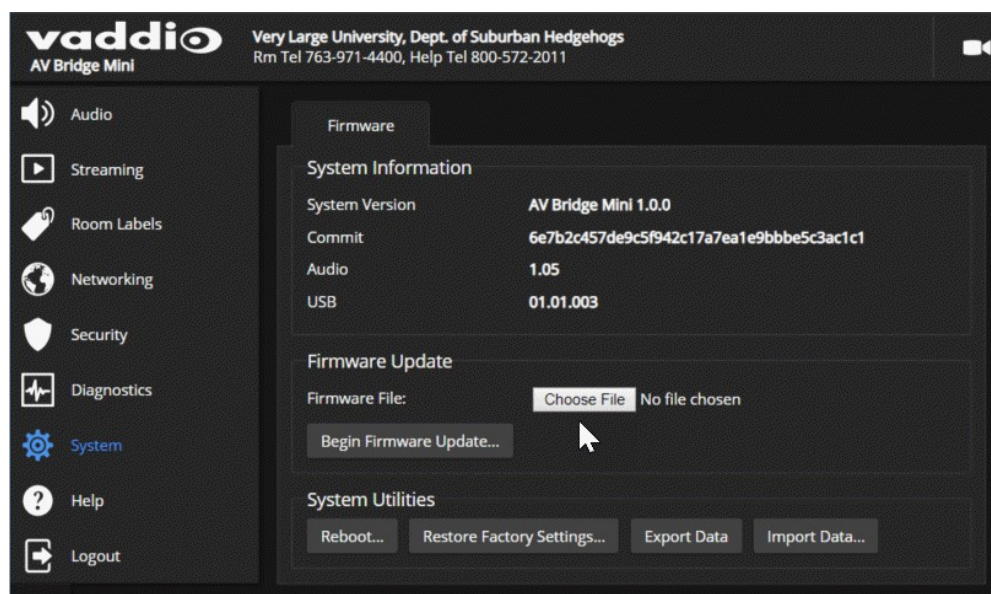 vaddio
AV Bridge Mini
Very Large University, Dept. of Suburban Hedgehogs
Rm Tel 763-971-4400, Help Tel 800-572-2011
Audio
Streaming
Room Labels
Networking
Security
Diagnostics
System
Help
Logout
Firmware
System Information
System Version AV Bridge Mini 1.0.0
Commit 6e7b2c457de9c5f942c17a7ea1e9bbbe5c3ac1c1
Audio 1.05
USB 01.01.003
Firmware Update
Firmware File: Choose File No file chosen
Begin Firmware Update...
System Utilities
Reboot... Restore Factory Settings... Export Data Import Data...